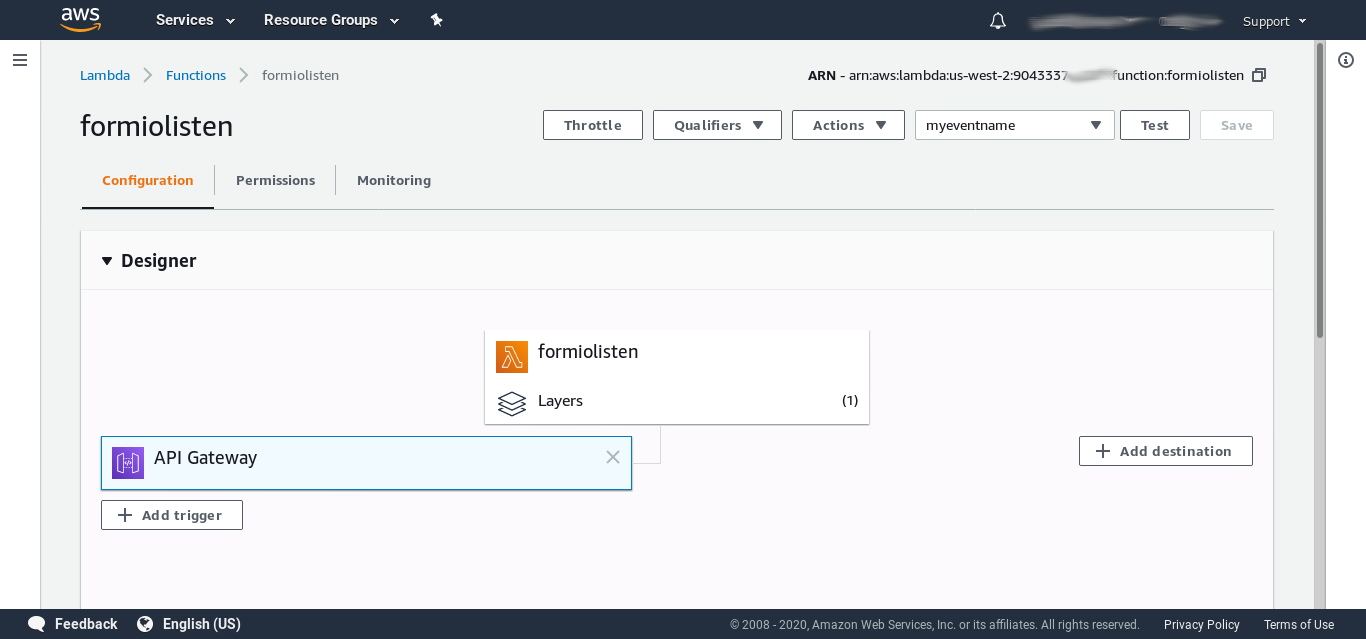 aws Services Resource Groups Support
Lambda Functions formiolisten ARN - arn:aws:lambda:us-west-2:9043337 function:formiolisten
formiolisten Throttle Qualifiers Actions myeventname Test Save
Configuration Permissions Monitoring
Designer
formiolisten
Layers (1)
API Gateway
Add destination
Add trigger
Feedback English (US) © 2008 - 2020, Amazon Web Services, Inc. or its affiliates. All rights reserved. Privacy Policy Terms of Use